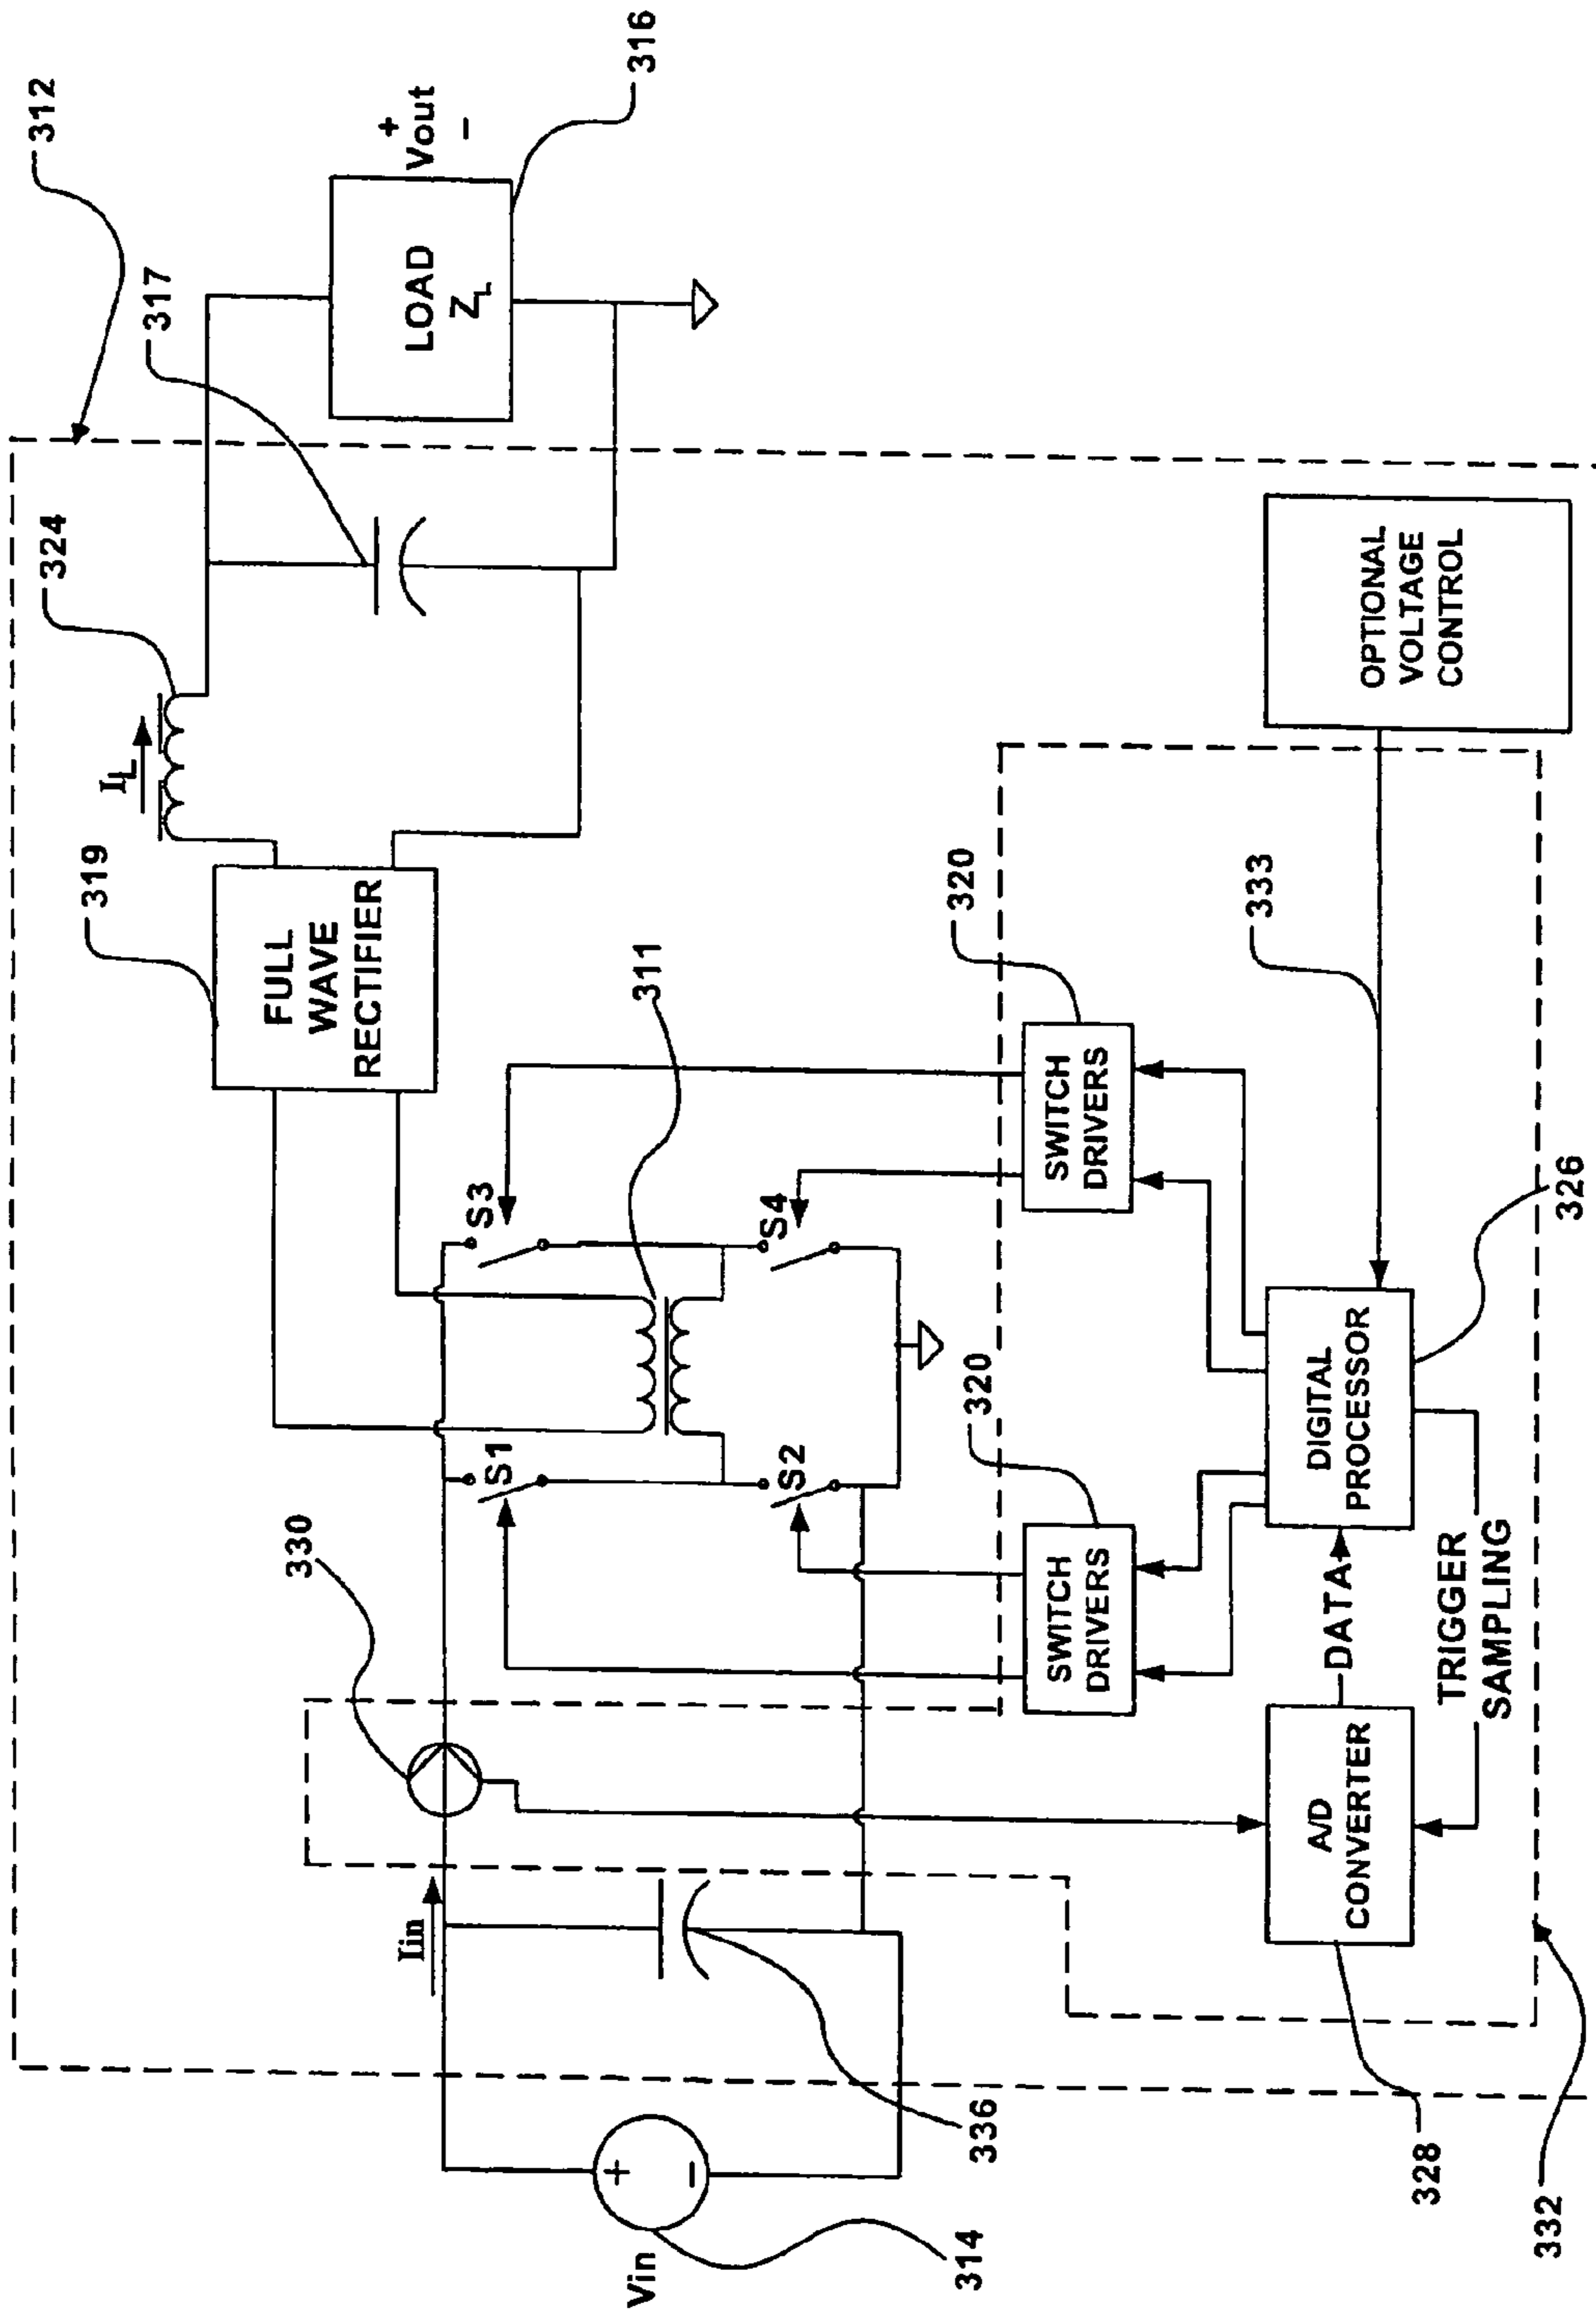 312
324
317
316
+
Vout
-
LOAD
ZL
IL
319
FULL
WAVE
RECTIFIER
311
330
S1
S3
S2
S4
Iin
Vin
+
-
314
336
320
320
SWITCH
DRIVERS
SWITCH
DRIVERS
333
OPTIONAL
VOLTAGE
CONTROL
A/D
CONVERTER
DATA
DIGITAL
PROCESSOR
TRIGGER
SAMPLING
326
328
332